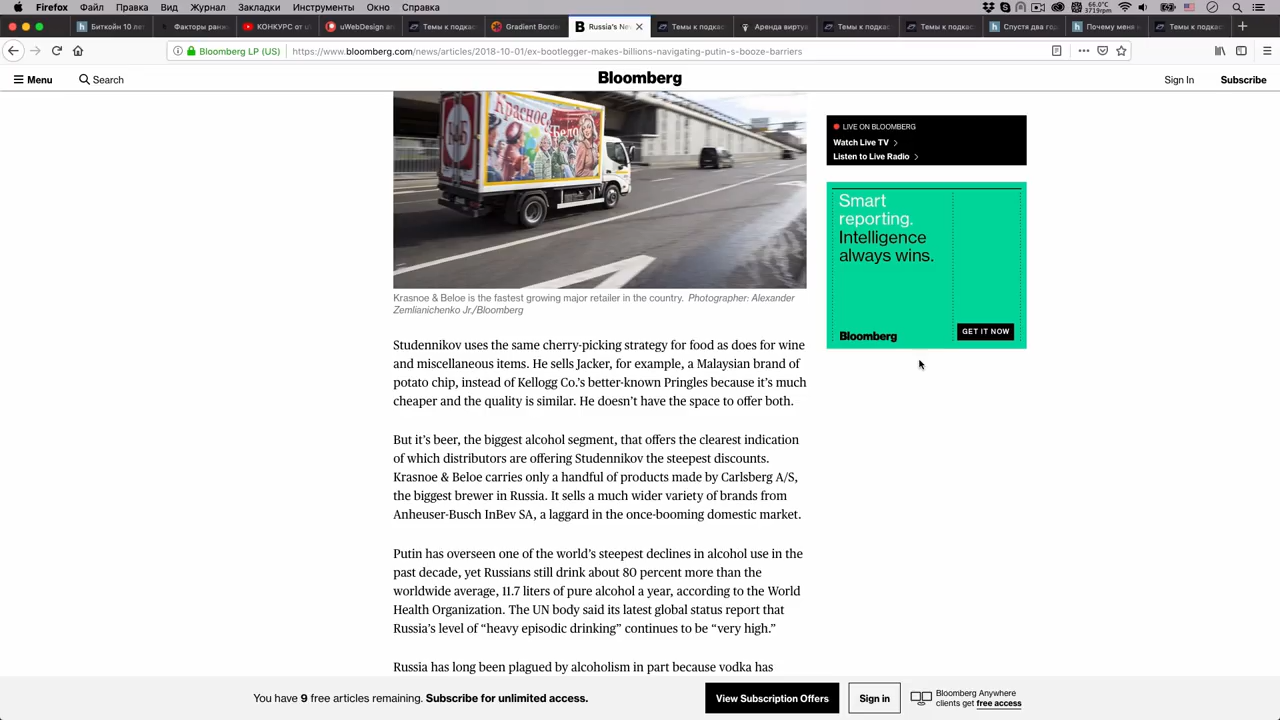 Firefox Файл Правка Вид Журнал Закладки Инструменты Окно Справка
Биткойн 10 лет
Факторы ранж
КОНКУРС от u
uWebDesign
Темы к подкас
Gradient Borde
Russia's Ne
Темы к подкас
Аренда виртуа
Темы к подкас
Темы к подкас
Спустя два го
Почему меня
Темы к подкас
Bloomberg LP (US) https://www.bloomberg.com/news/articles/2018-10-01/ex-bootlegger-makes-billions-navigating-putin-s-booze-barriers
Menu Search Bloomberg Sign In Subscribe
Красное
Бело
Krasnoe & Beloe is the fastest growing major retailer in the country. Photographer: Alexander
Zemlianichenko Jr./Bloomberg
Studennikov uses the same cherry-picking strategy for food as does for wine
and miscellaneous items. He sells Jacker, for example, a Malaysian brand of
potato chip, instead of Kellogg Co.'s better-known Pringles because it's much
cheaper and the quality is similar. He doesn't have the space to offer both.
But it's beer, the biggest alcohol segment, that offers the clearest indication
of which distributors are offering Studennikov the steepest discounts.
Krasnoe & Beloe carries only a handful of products made by Carlsberg A/S,
the biggest brewer in Russia. It sells a much wider variety of brands from
Anheuser-Busch InBev SA, a laggard in the once-booming domestic market.
Putin has overseen one of the world's steepest declines in alcohol use in the
past decade, yet Russians still drink about 80 percent more than the
worldwide average, 11.7 liters of pure alcohol a year, according to the World
Health Organization. The UN body said its latest global status report that
Russia's level of “heavy episodic drinking” continues to be “very high.”
Russia has long been plagued by alcoholism in part because vodka has
LIVE ON BLOOMBERG
Watch Live TV
Listen to Live Radio
Smart
reporting.
Intelligence
always wins.
Bloomberg GET IT NOW
You have 9 free articles remaining. Subscribe for unlimited access.
View Subscription Offers
Sign in
Bloomberg Anywhere
clients get free access